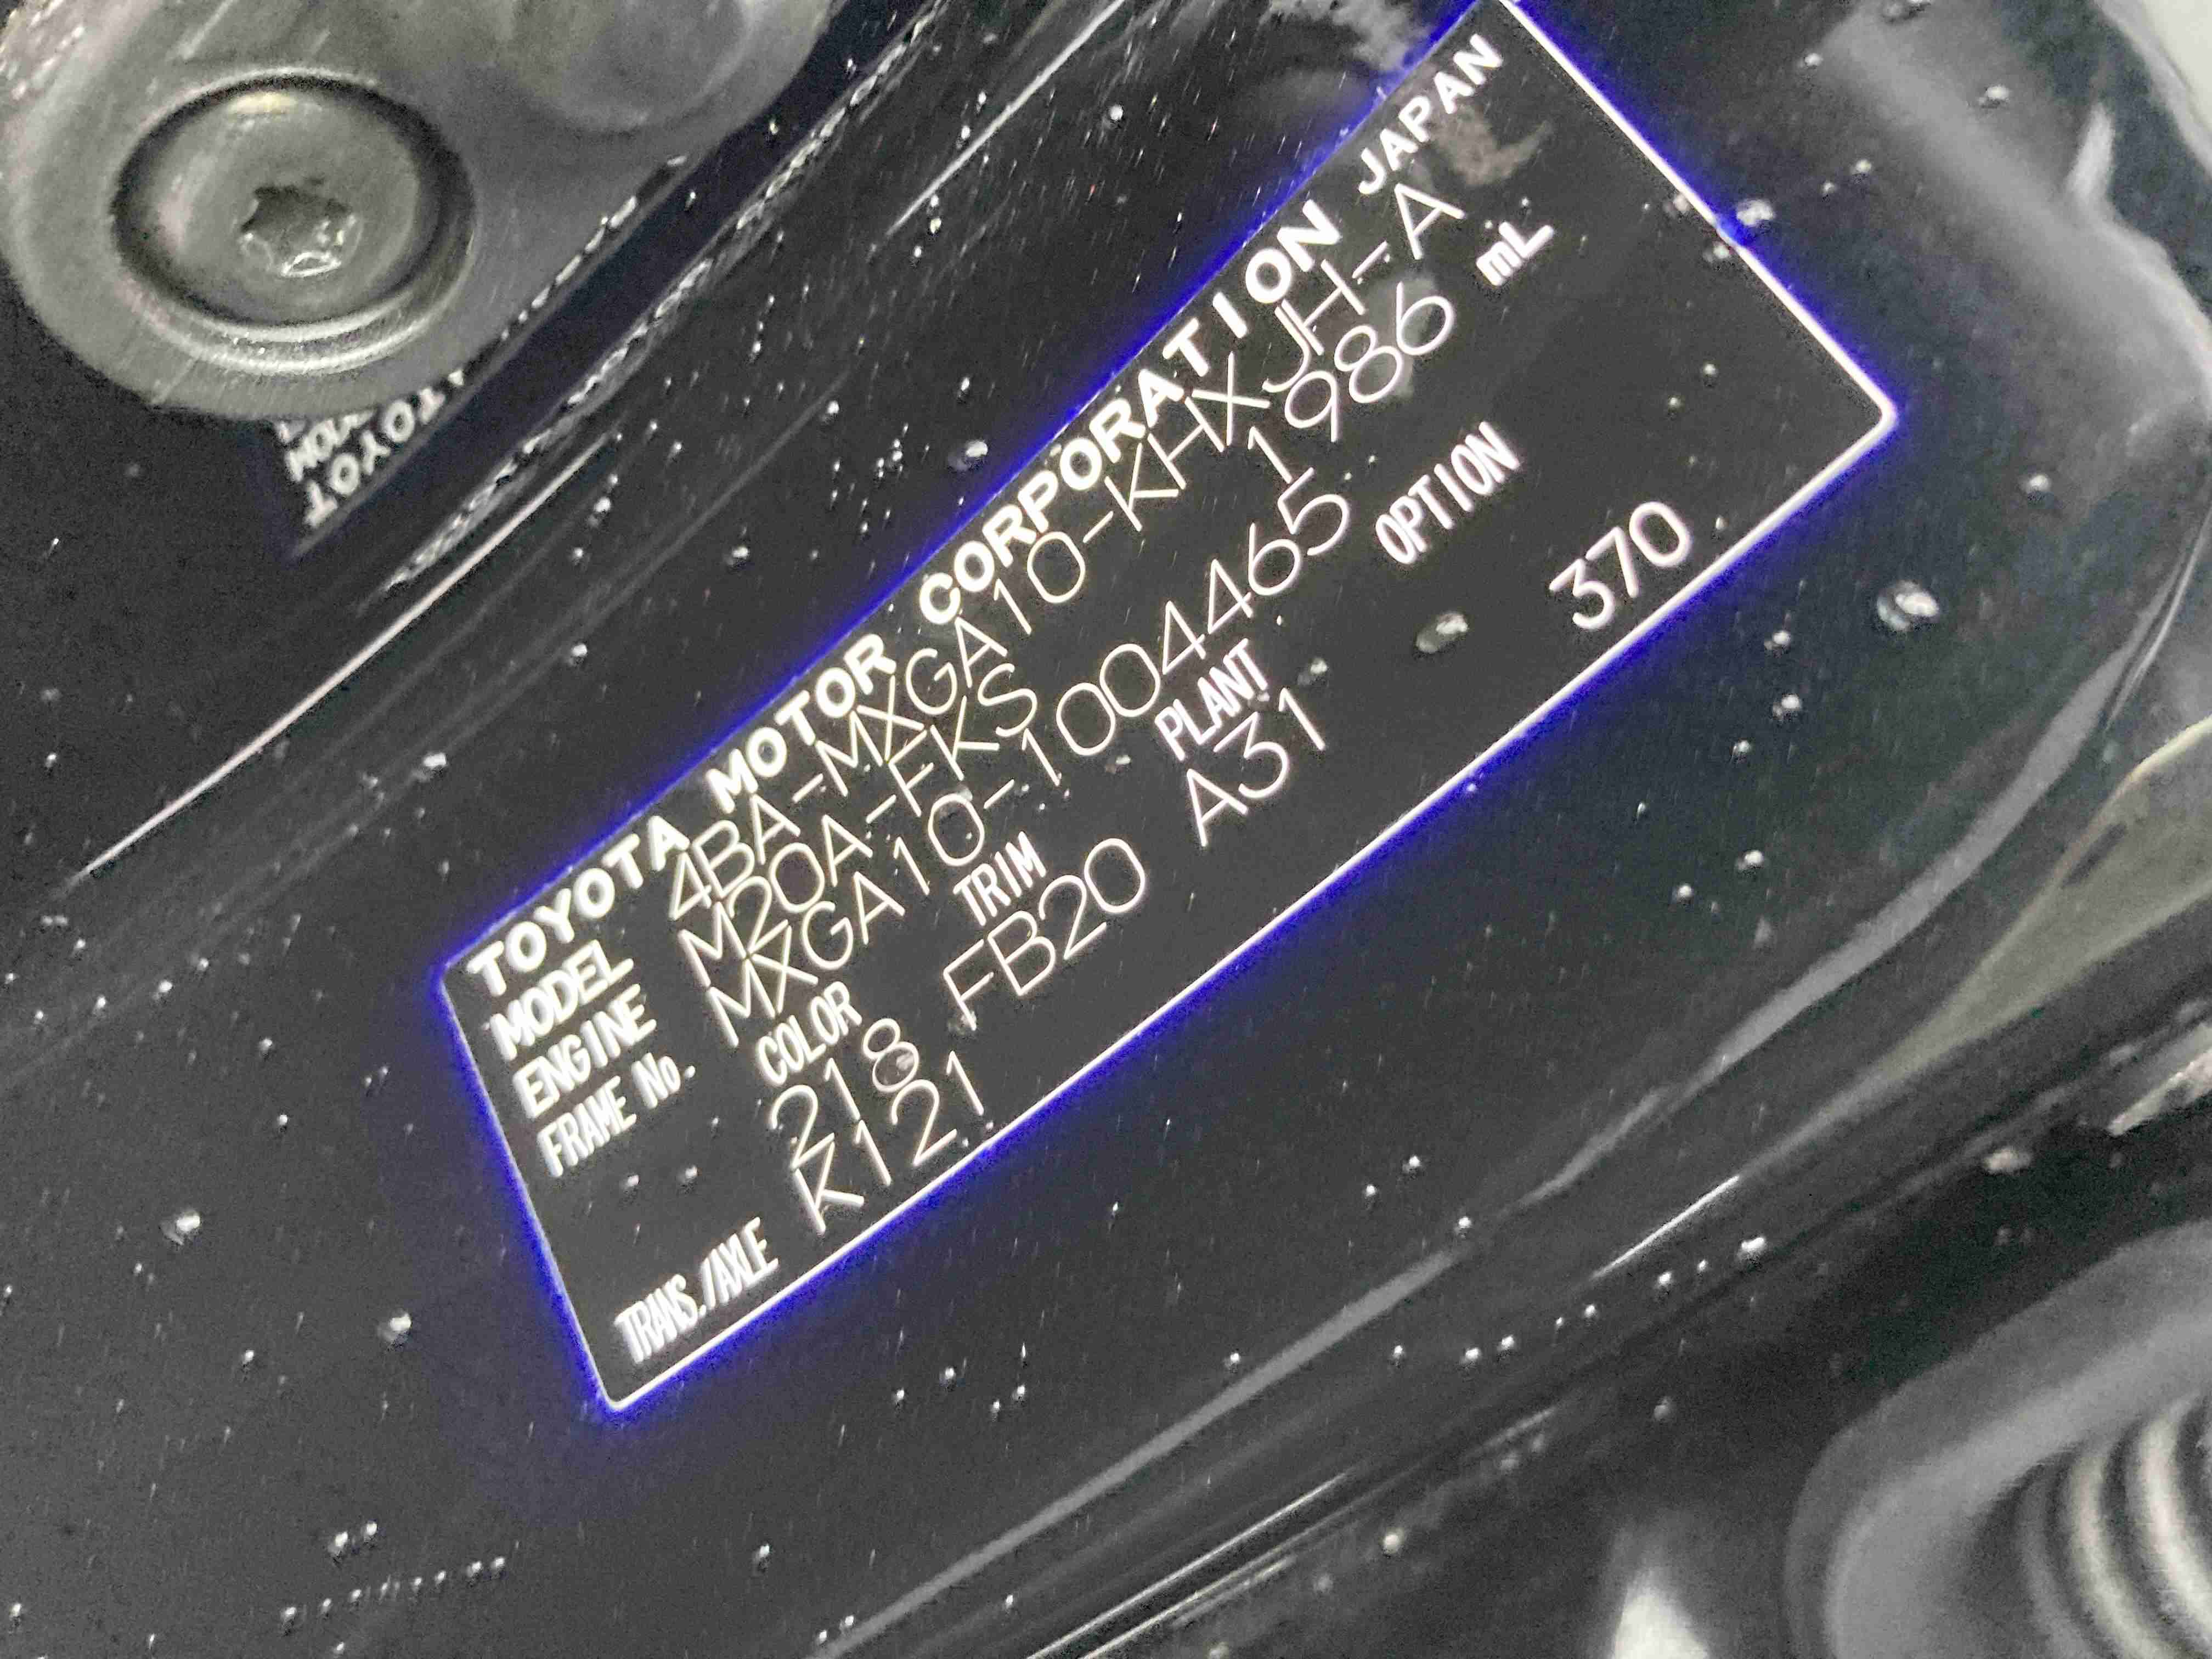 TOYOTA MOTOR CORPORATION JAPAN
MODEL 4BA-MXGA10-KHXJH-A
ENGINE M20A-FKS 1986 mL
FRAME No. MXGA10-1004465
COLOR TRIM PLANT OPTION
218 FB20 A31 370
TRANS./AXLE K121
TOYOT